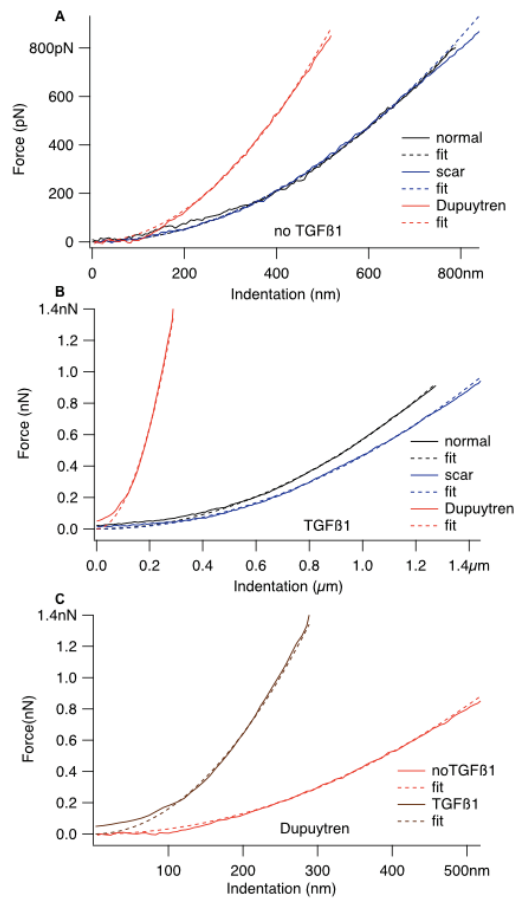 A
800pN
600
400
200
0
Force (pN)
normal
fit
scar
fit
Dupuytren
fit
no TGFß1
0
200
400
600
800nm
Indentation (nm)
B
1.4nN
1.2
1.0
0.8
0.6
0.4
0.2
0.0
Force (nN)
normal
fit
scar
fit
Dupuytren
fit
TGFß1
0.0
0.2
0.4
0.6
0.8
1.0
1.2
1.4µm
Indentation (µm)
C
1.4nN
1.2
1.0
0.8
0.6
0.4
0.2
0.0
Force(nN)
noTGFß1
fit
TGFß1
fit
Dupuytren
100
200
300
400
500nm
Indentation (nm)